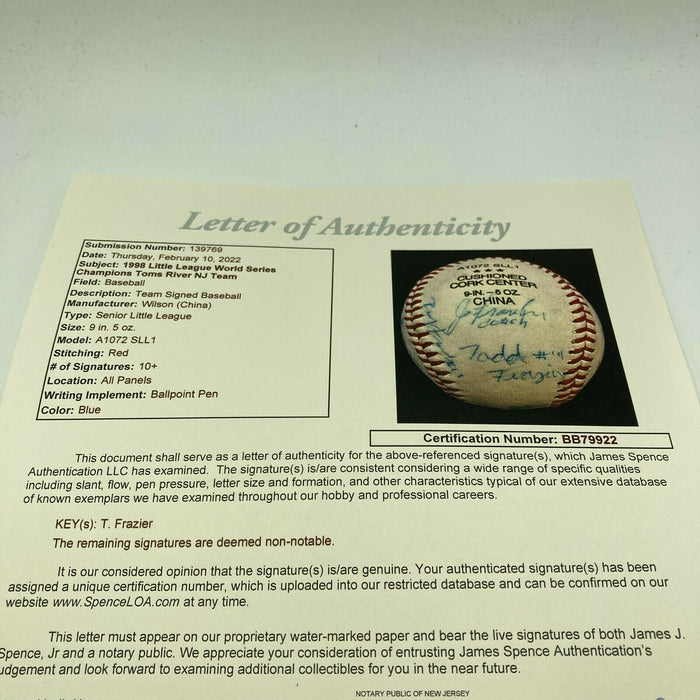 Letter of Authenticity
Submission Number: 139769
Date: Thursday, February 10, 2022
Subject: 1998 Little League World Series
Champions Toms River NJ Team
Field: Baseball
Description: Team Signed Baseball
Manufacturer: Wilson (China)
Type: Senior Little League
Size: 9 in. 5 oz.
Model: A1072 SLL1
Stitching: Red
# of Signatures: 10+
Location: All Panels
Writing Implement: Ballpoint Pen
Color: Blue
A1072 SLL1
CUSHIONED
CORK CENTER
9-IN. - 5 OZ.
CHINA
coach
Todd #
Frazier
Certification Number: BB79922
This document shall serve as a letter of authenticity for the above-referenced signature(s), which James Spence
Authentication LLC has examined. The signature(s) is/are consistent considering a wide range of specific qualities
including slant, flow, pen pressure, letter size and formation, and other characteristics typical of our extensive database
of known exemplars we have examined throughout our hobby and professional careers.
KEY(s): T. Frazier
The remaining signatures are deemed non-notable.
It is our considered opinion that the signature(s) is/are genuine. Your authenticated signature(s) has been
assigned a unique certification number, which is uploaded into our restricted database and can be confirmed on our
website www.SpenceLOA.com at any time.
This letter must appear on our proprietary water-marked paper and bear the live signatures of both James J.
Spence, Jr and a notary public. We appreciate your consideration of entrusting James Spence Authentication's
judgement and look forward to examining additional collectibles for you in the near future.
NOTARY PUBLIC OF NEW JERSEY